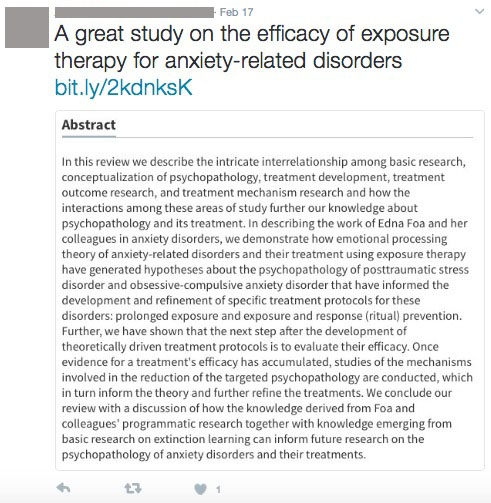 Feb 17
A great study on the efficacy of exposure
therapy for anxiety-related disorders
bit.ly/2kdnksK
Abstract
In this review we describe the intricate interrelationship among basic research,
conceptualization of psychopathology, treatment development, treatment
outcome research, and treatment mechanism research and how the
interactions among these areas of study further our knowledge about
psychopathology and its treatment. In describing the work of Edna Foa and her
colleagues in anxiety disorders, we demonstrate how emotional processing
theory of anxiety-related disorders and their treatment using exposure therapy
have generated hypotheses about the psychopathology of posttraumatic stress
disorder and obsessive-compulsive anxiety disorder that have informed the
development and refinement of specific treatment protocols for these
disorders: prolonged exposure and exposure and response (ritual) prevention.
Further, we have shown that the next step after the development of
theoretically driven treatment protocols is to evaluate their efficacy. Once
evidence for a treatment's efficacy has accumulated, studies of the mechanisms
involved in the reduction of the targeted psychopathology are conducted, which
in turn inform the theory and further refine the treatments. We conclude our
review with a discussion of how the knowledge derived from Foa and
colleagues' programmatic research together with knowledge emerging from
basic research on extinction learning can inform future research on the
psychopathology of anxiety disorders and their treatments.
1